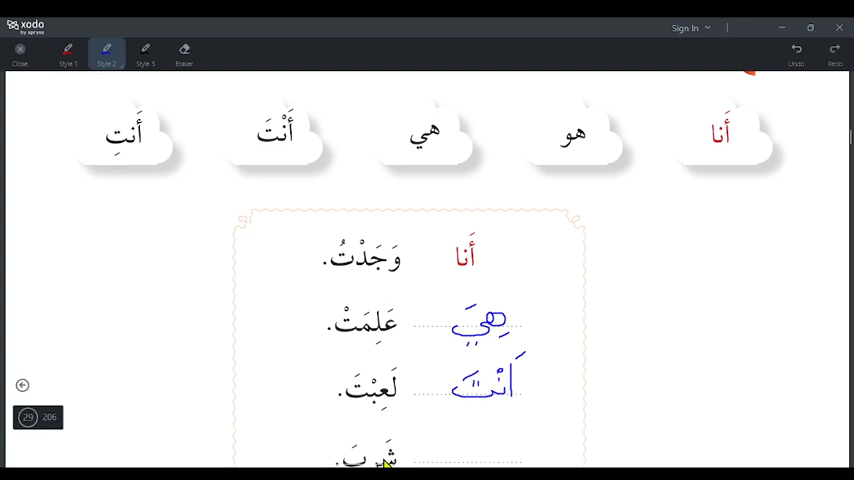 xodo
by apryse
Sign In
Close Style 1 Style 2 Style 3 Eraser Undo Redo
أَنا هو هي أَنْتَ أَنتِ
أَنا وَجَدْتُ.
هِيَ عَلِمَتْ.
اَنْتَ لَعِبْتَ.
شَرِبَ.
29 206